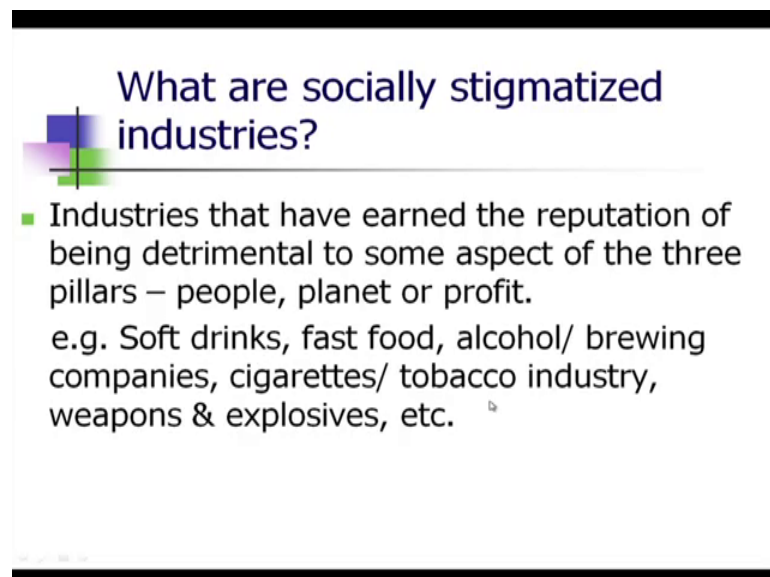 What are socially stigmatized
industries?
Industries that have earned the reputation of
being detrimental to some aspect of the three
pillars – people, planet or profit.
e.g. Soft drinks, fast food, alcohol/ brewing
companies, cigarettes/ tobacco industry,
weapons & explosives, etc.